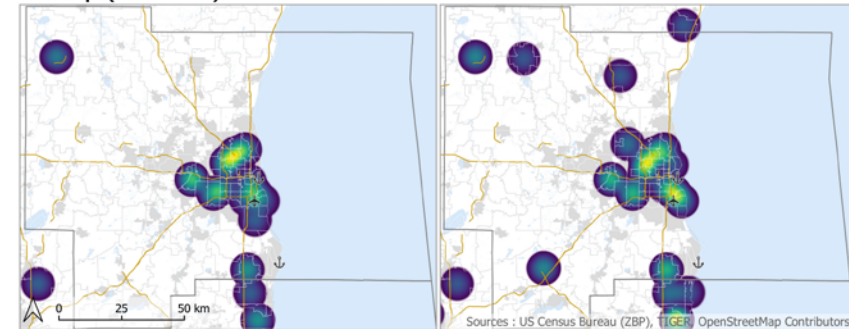 0 25 50 km
Sources : US Census Bureau (ZBP), TIGER, OpenStreetMap Contributors